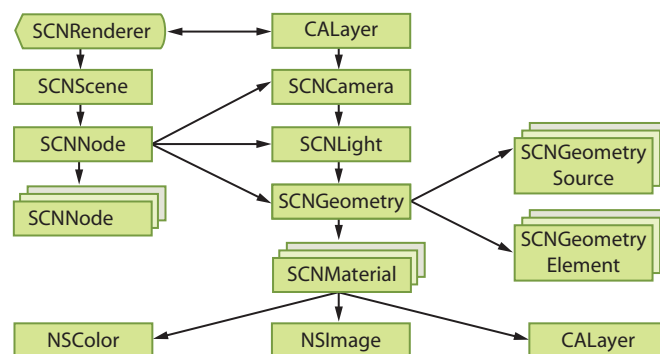 SCNRenderer
CALayer
SCNScene
SCNCamera
SCNNode
SCNLight
SCNGeometry
Source
SCNNode
SCNGeometry
SCNGeometry
Element
SCNMaterial
NSColor
NSImage
CALayer